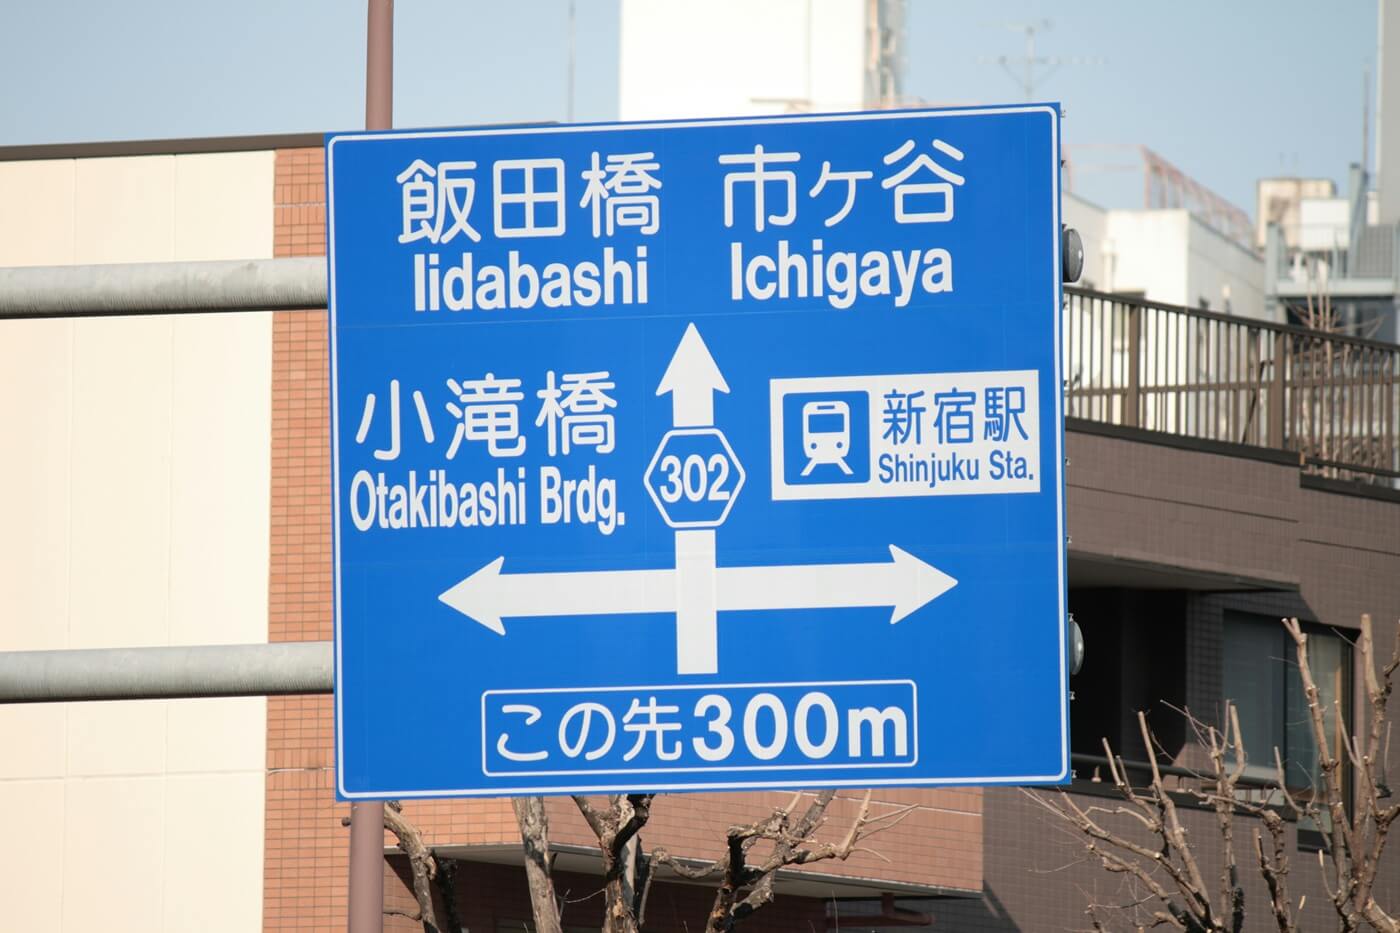 飯田橋 市ヶ谷
Iidabashi Ichigaya
小滝橋
Otakibashi Brdg.
302
新宿駅
Shinjuku Sta.
この先300m